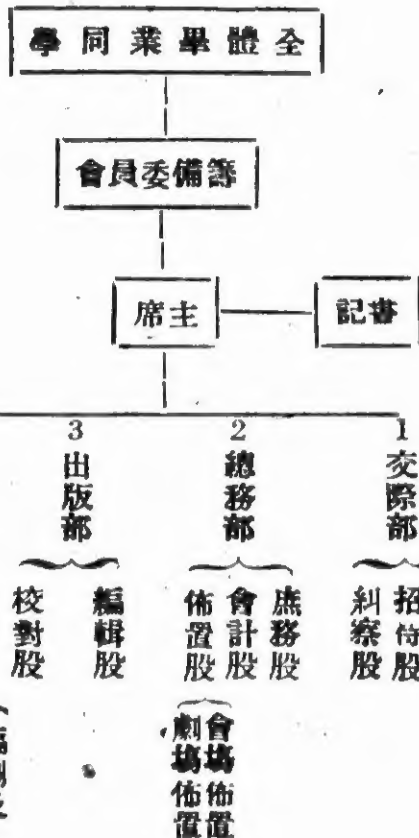 全體畢業同學
籌備委員會
主席
書記
1
交際部
招待股
糾察股
2
總務部
庶務股
會計股
佈置股
會塲佈置
劇塲佈置
3
出版部
編輯股
校對股